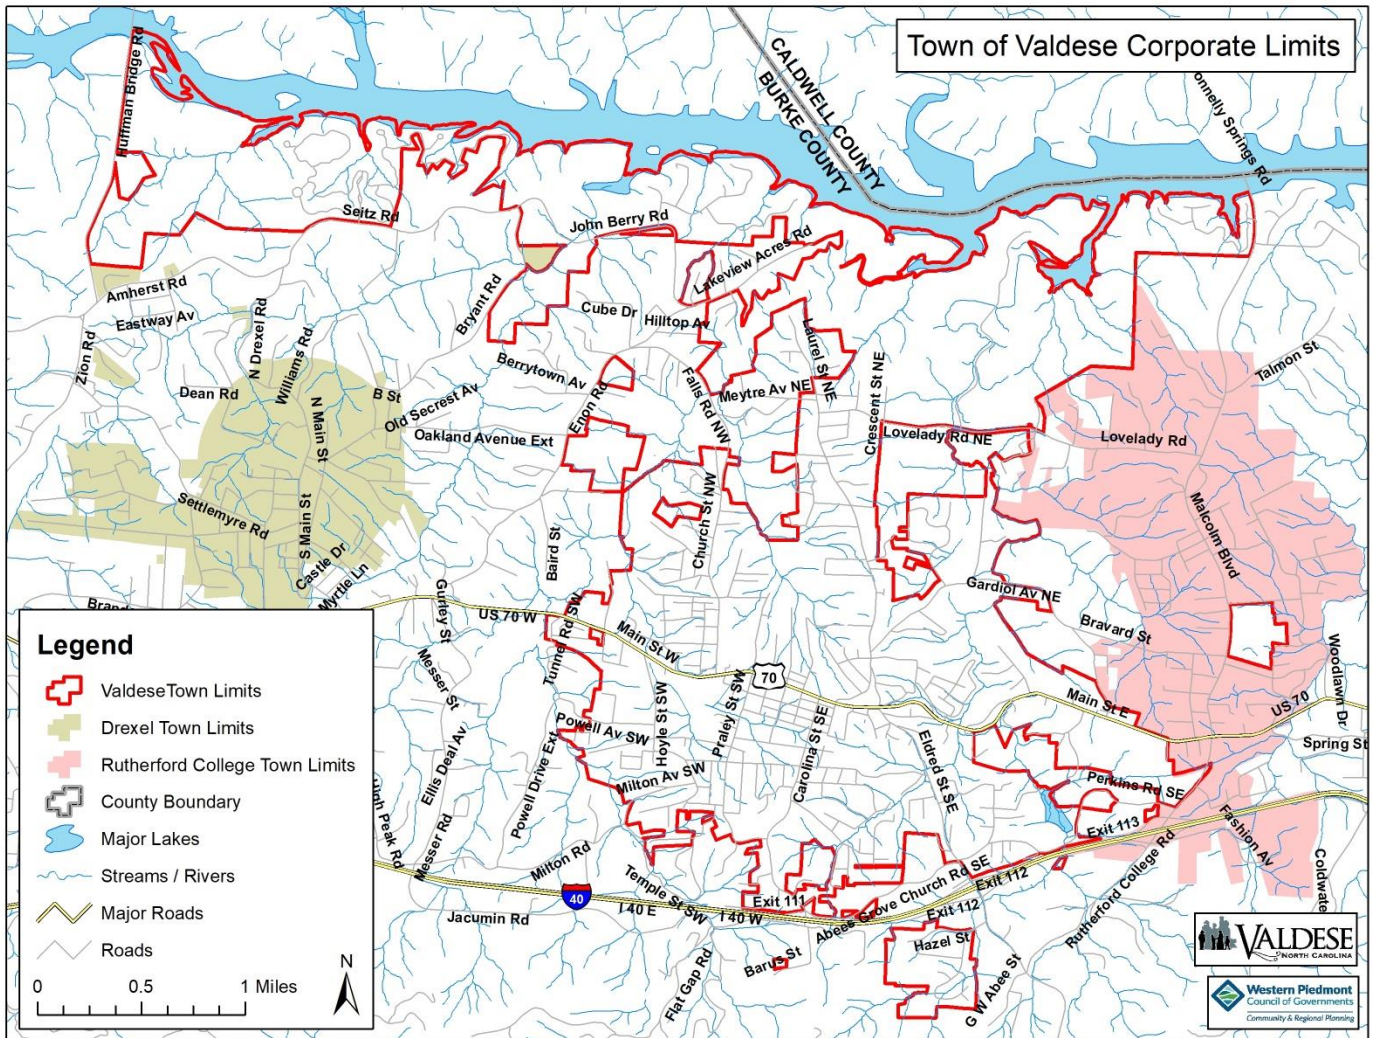 Town of Valdese Corporate Limits
Huffman Bridge Rd
CALDWELL COUNTY
BURKE COUNTY
onnelly Springs Rd
Seitz Rd
John Berry Rd
Lakeview Acres Rd
Amherst Rd
Eastway Av
Zion Rd
N Drexel Rd
Williams Rd
Bryant Rd
Cube Dr
Hilltop Av
Laurel St NE
Crescent St NE
Talmon St
Dean Rd
N Main St
B St
Old Secrest Av
Berrytown Av
Enon Rd
Falls Rd NW
Meytre Av NE
Oakland Avenue Ext
Lovelady Rd NE
Lovelady Rd
Settlemyre Rd
S Main St
Castle Dr
Myrtle Ln
Baird St
Church St NW
Malcolm Blvd
Gardiol Av NE
Bravard St
Gurley St
US 70 W
Tunnel Rd SW
Main St W
70
Woodlawn Dr
Messer St
Hoyle St SW
Praley St SW
Carolina St SE
Main St E
US 70
Spring St
Powell Av SW
Ellis Deal Av
Powell Drive Ext
Milton Av SW
Eldred St SE
Perkins Rd SE
High Peak Rd
Messer Rd
Milton Rd
Temple St SW
Exit 113
Fashion Av
Coldwate
Rutherford College Rd
40
I 40 E
I 40 W
Exit 111
Abees Grove Church Rd SE
Exit 112
Exit 112
Jacumin Rd
Flat Gap Rd
Barus St
Hazel St
G W Abee St
Legend
ValdeseTown Limits
Drexel Town Limits
Rutherford College Town Limits
County Boundary
Major Lakes
Streams / Rivers
Major Roads
Roads
N
0 0.5 1 Miles
VALDESE
NORTH CAROLINA
Western Piedmont
Council of Governments
Community & Regional Planning